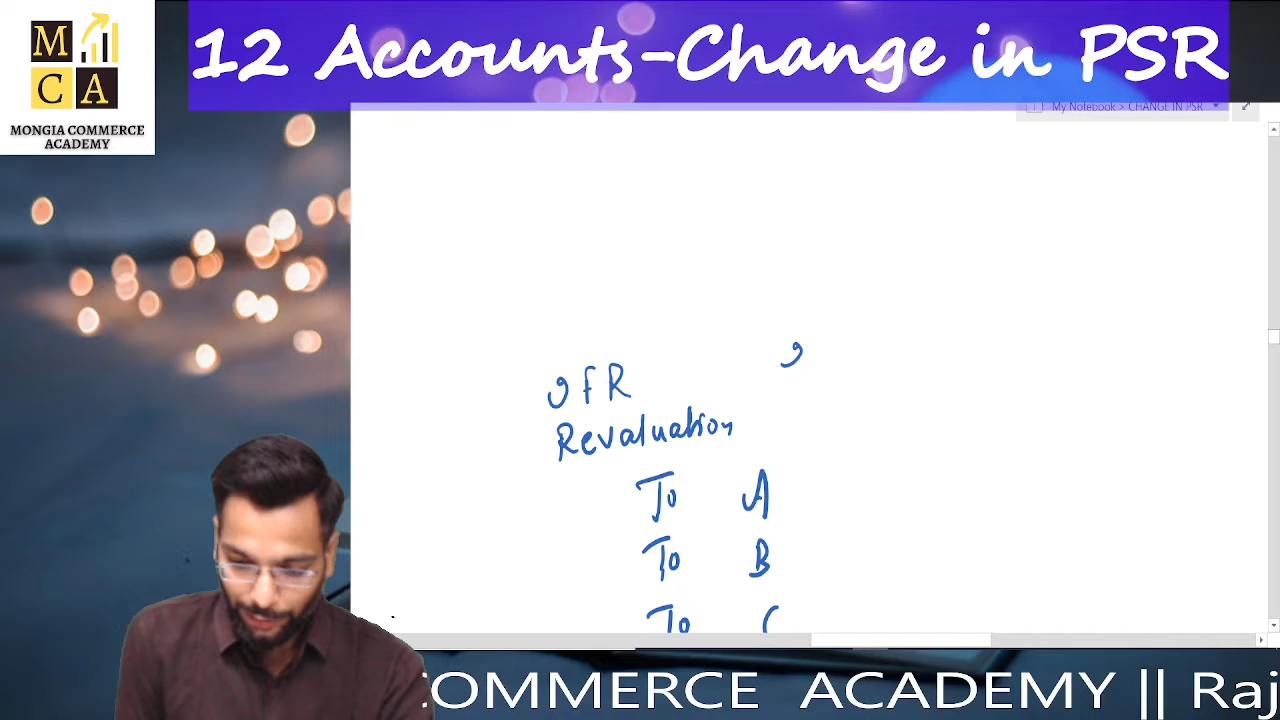 12 Accounts-Change in PSR
M
C A
MONGIA COMMERCE
ACADEMY
My Notebook > CHANGE IN PSR
gfR
Revaluation
To A
To B
To C
COMMERCE ACADEMY || Raj